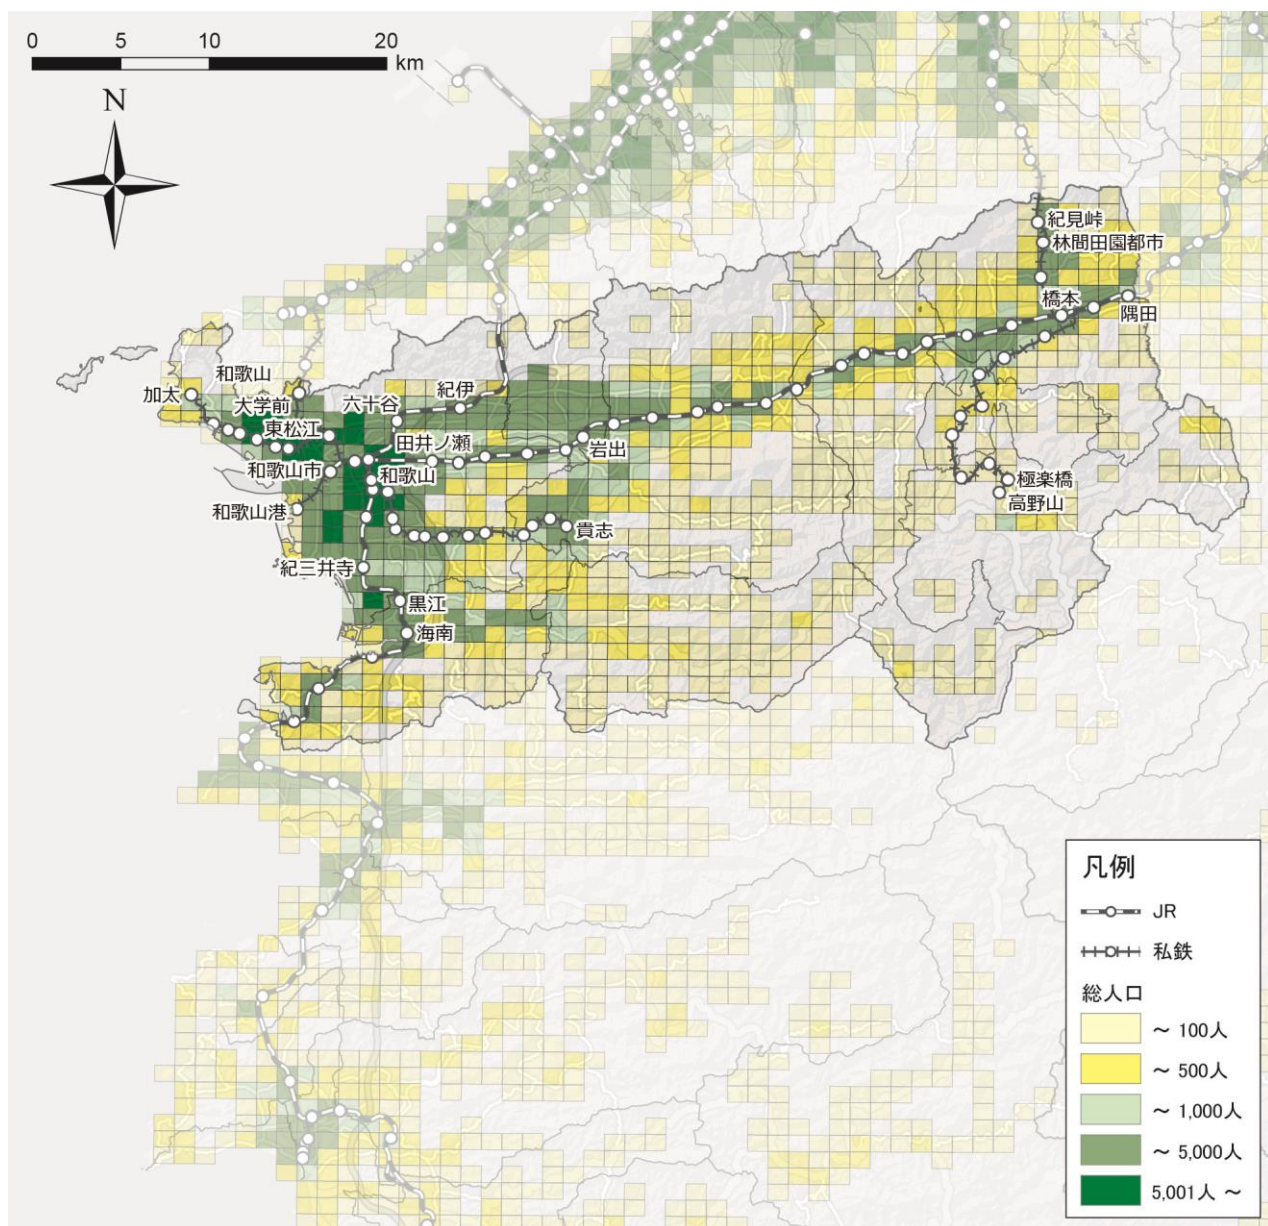 0 5 10 20
km
N
紀見峠
林間田園都市
橋本
隅田
和歌山
加太
大学前
六十谷
紀伊
東松江
田井ノ瀬
岩出
和歌山市
和歌山
極楽橋
高野山
和歌山港
貴志
紀三井寺
黒江
海南
凡例
JR
私鉄
総人口
～ 100人
～ 500人
～ 1,000人
～ 5,000人
5,001人 ～